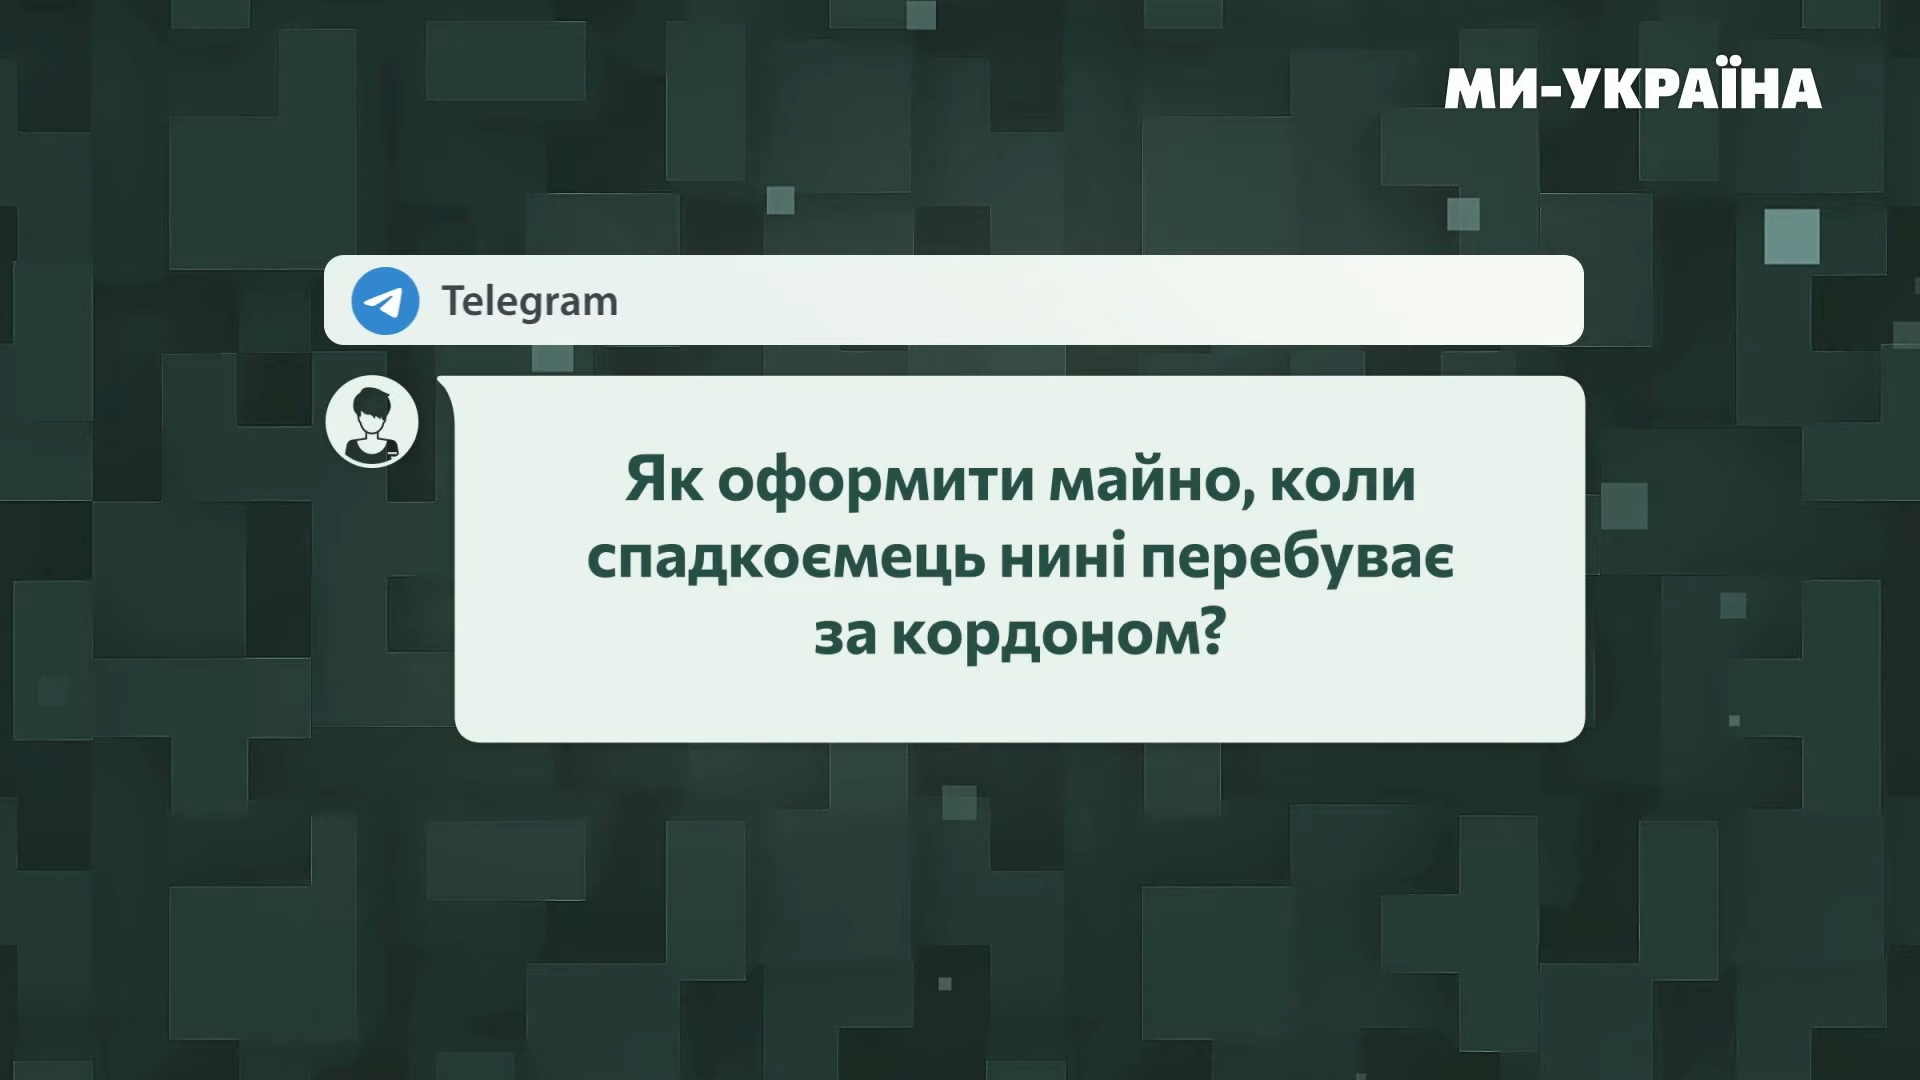 МИ-УКРАЇНА
Telegram
Як оформити майно, коли
спадкоємець нині перебуває
за кордоном?